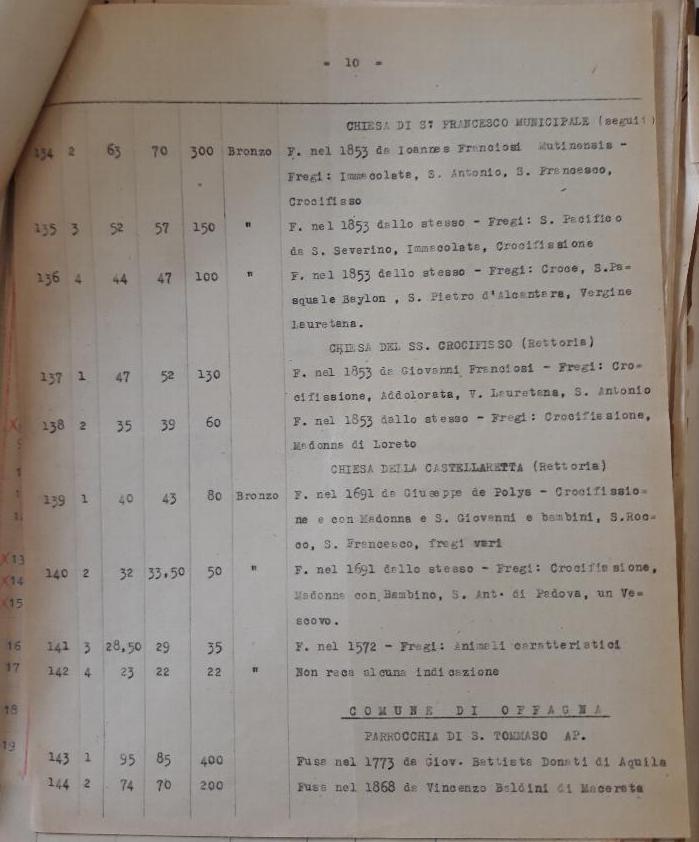 = 10 =
CHIESA DI S? FRANCESCO MUNICIPALE (segui?)
134 2 63 70 300 Bronzo F. nel 1853 da Ioannes Franciosi Mutinensis -
Fregi: Immacolata, S. Antonio, S. Francesco,
Crocifisso
135 3 52 57 150 " F. nel 1853 dallo stesso - Fregi: S. Pacifico
da S. Severino, Immacolata, Crocifissione
136 4 44 47 100 " F. nel 1853 dallo stesso - Fregi: Croce, S.Pa=
squale Baylon , S. Pietro d'Alcantara, Vergine
Lauretana.
CHIESA DEL SS. CROCIFISSO (Rettoria)
137 1 47 52 130 F. nel 1853 da Giovanni Franciosi - Fregi: Cro=
cifissione, Addolorata, V. Lauretana, S. Antonio
X 138 2 35 39 60 F. nel 1853 dallo stesso - Fregi: Crocifissione,
Madonna di Loreto
CHIESA DELLA CASTELLARETTA (Rettoria)
139 1 40 43 80 Bronzo F. nel 1691 da Giuseppe de Polys - Crocifissio=
ne e con Madonna e S. Giovanni e bambini, S.Roc=
X13 co, S. Francesco, fregi vari
X14 140 2 32 33,50 50 " F. nel 1691 dallo stesso - Fregi: Crocifissione,
X15 Madonna con Bambino, S. Ant. di Padova, un Ve=
scovo.
16 141 3 28,50 29 35 F. nel 1572 - Fregi: Animali caratteristici
17 142 4 23 22 22 " Non reca alcuna indicazione
18 COMUNE DI OFFAGNA
19 PARROCCHIA DI S. TOMMASO AP.
143 1 95 85 400 Fusa nel 1773 da Giov. Battista Donati di Aquila
144 2 74 70 200 Fusa nel 1868 da Vincenzo Baldini di Macerata